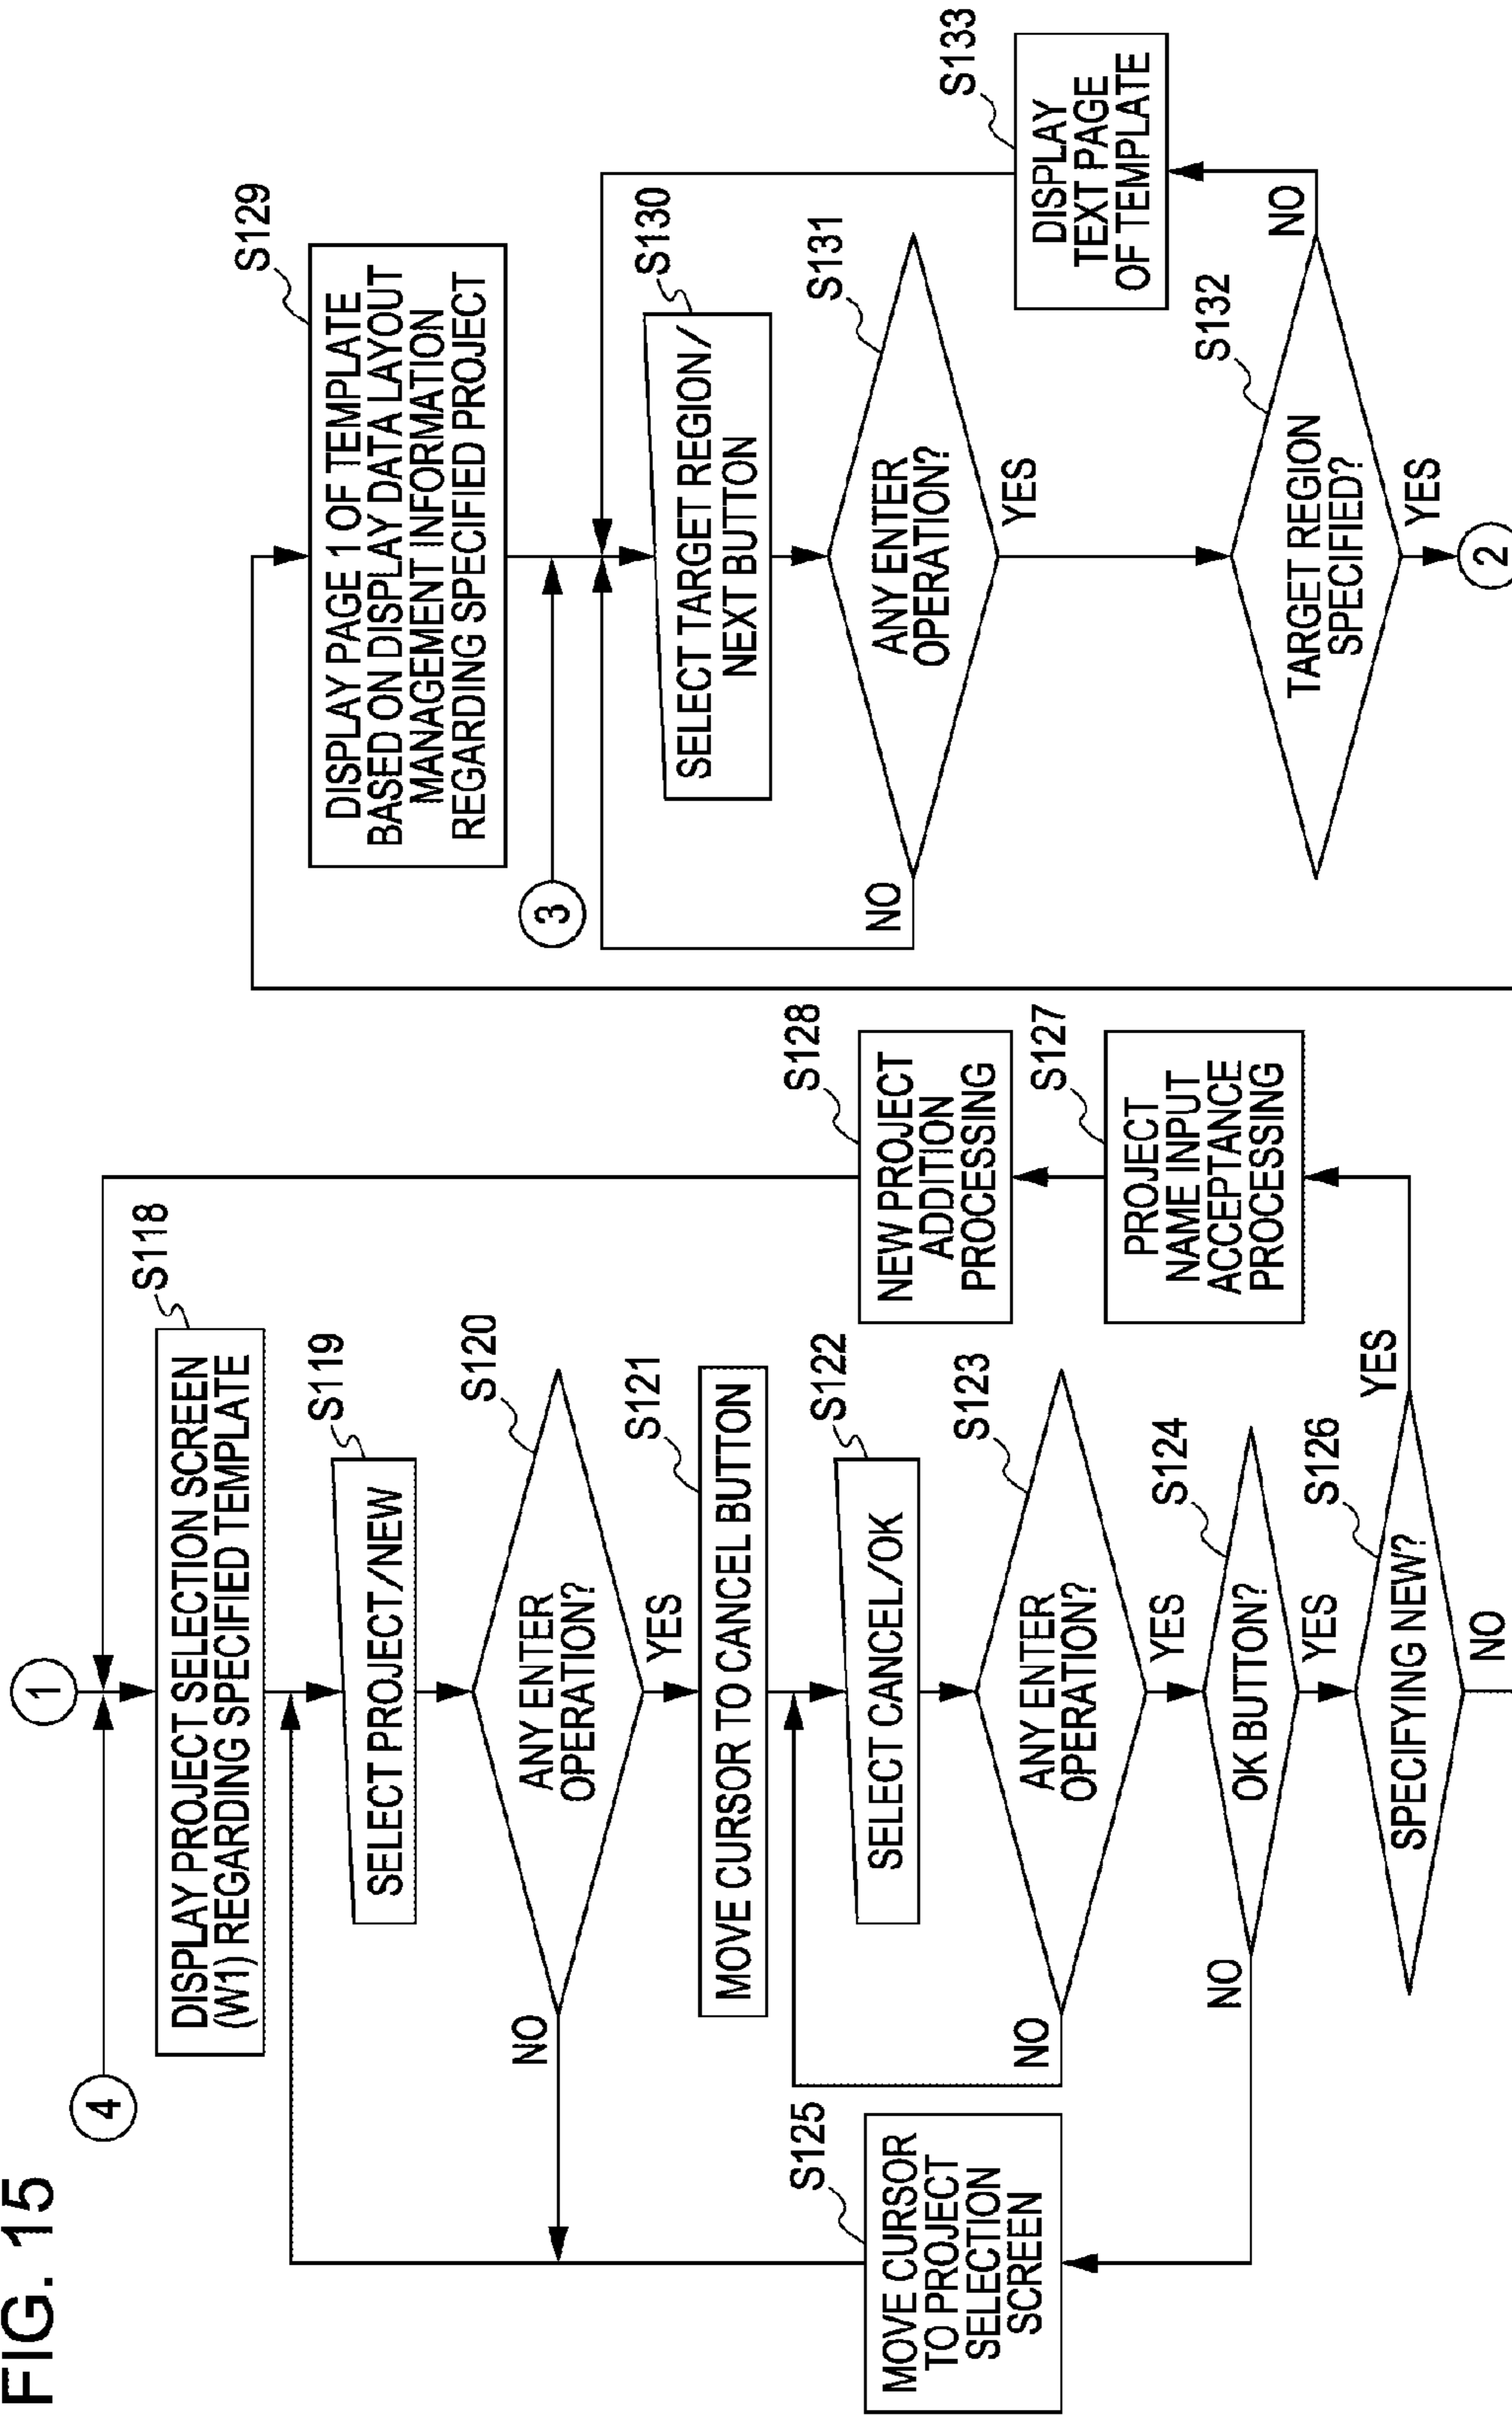 FIG. 15
1
4
DISPLAY PROJECT SELECTION SCREEN
(W1) REGARDING SPECIFIED TEMPLATE
S118
SELECT PROJECT/NEW
S119
ANY ENTER
OPERATION?
S120
NO
YES
MOVE CURSOR TO CANCEL BUTTON
S121
SELECT CANCEL/OK
S122
ANY ENTER
OPERATION?
S123
NO
YES
OK BUTTON?
S124
NO
YES
MOVE CURSOR
TO PROJECT
SELECTION
SCREEN
S125
SPECIFYING NEW?
S126
YES
NO
PROJECT
NAME INPUT
ACCEPTANCE
PROCESSING
S127
NEW PROJECT
ADDITION
PROCESSING
S128
DISPLAY PAGE 1 OF TEMPLATE
BASED ON DISPLAY DATA LAYOUT
MANAGEMENT INFORMATION
REGARDING SPECIFIED PROJECT
S129
3
SELECT TARGET REGION/
NEXT BUTTON
S130
ANY ENTER
OPERATION?
S131
NO
YES
TARGET REGION
SPECIFIED?
S132
NO
YES
DISPLAY
TEXT PAGE
OF TEMPLATE
S133
2